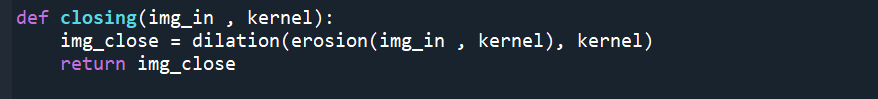 def closing(img_in , kernel):
    img_close = dilation(erosion(img_in , kernel), kernel)
    return img_close